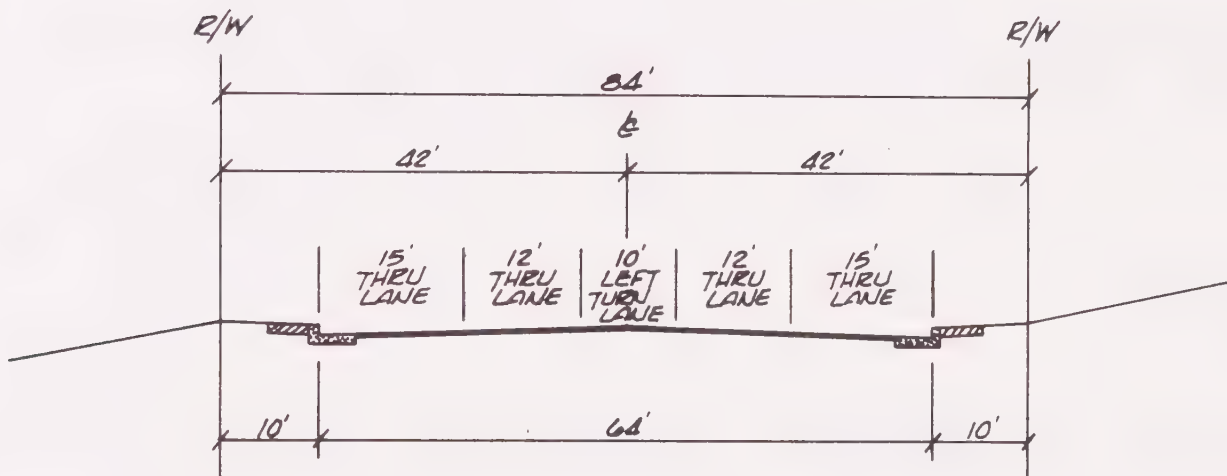 R/W
R/W
84'
℄
42'
42'
15'
THRU
LANE
12'
THRU
LANE
10'
LEFT
TURN
LANE
12'
THRU
LANE
15'
THRU
LANE
10'
64'
10'